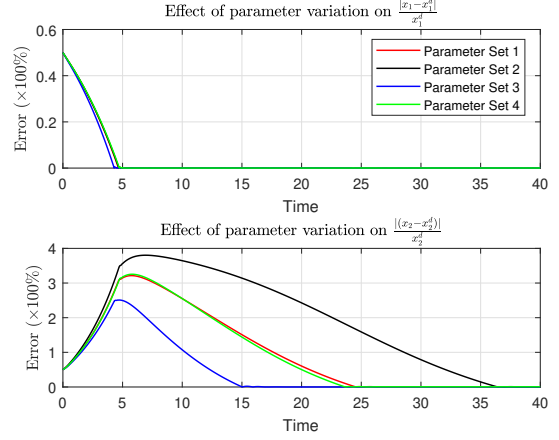 Effect of parameter variation on |x₁−x₁ᵈ| / x₁ᵈ
0.6
0.4
0.2
0
Error (×100%)
Parameter Set 1
Parameter Set 2
Parameter Set 3
Parameter Set 4
0 5 10 15 20 25 30 35 40
Time
Effect of parameter variation on |(x₂−x₂ᵈ)| / x₂ᵈ
4
3
2
1
0
Error (×100%)
0 5 10 15 20 25 30 35 40
Time